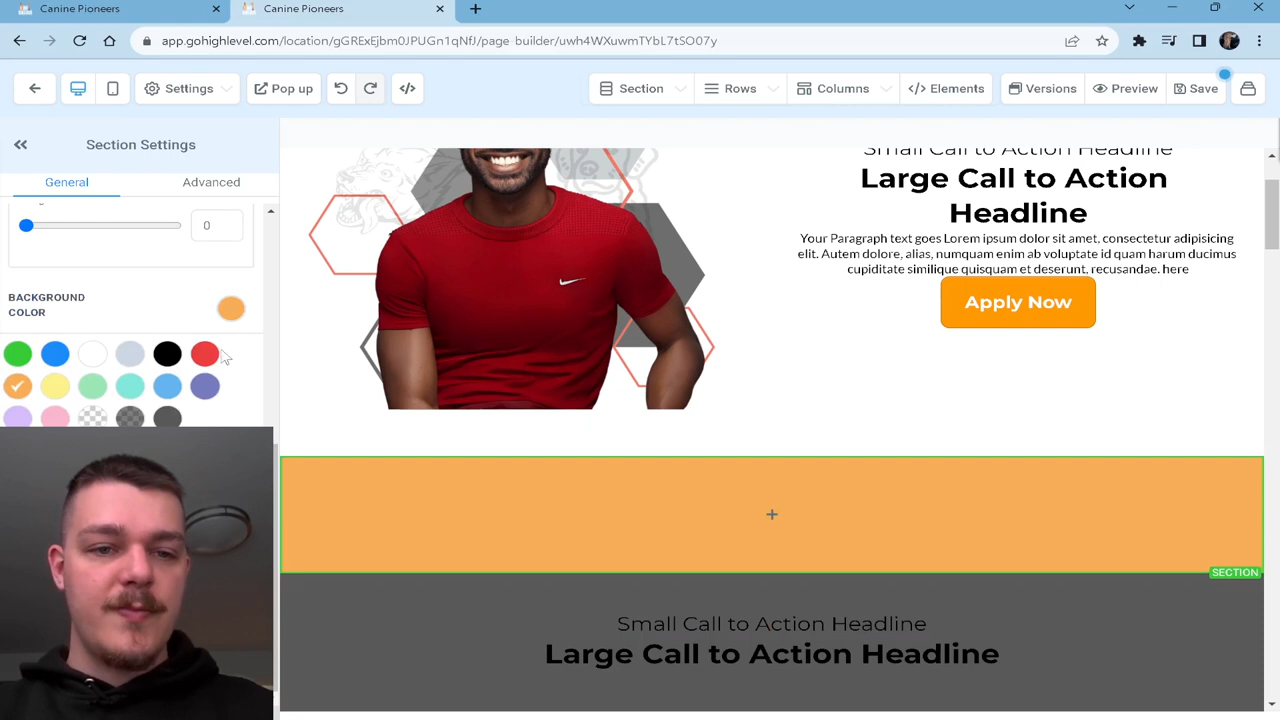 Canine Pioneers
Canine Pioneers
app.gohighlevel.com/location/gGRExEjbm0JPUGn1qNfJ/page-builder/uwh4WXuwmTYbL7tSO07y
Settings
Pop up
Section
Rows
Columns
Elements
Versions
Preview
Save
Section Settings
General
Advanced
0
BACKGROUND
COLOR
Small Call to Action Headline
Large Call to Action
Headline
Your Paragraph text goes Lorem ipsum dolor sit amet, consectetur adipisicing
elit. Autem dolore, alias, numquam enim ab voluptate id quam harum ducimus
cupiditate similique quisquam et deserunt, recusandae. here
Apply Now
SECTION
Small Call to Action Headline
Large Call to Action Headline